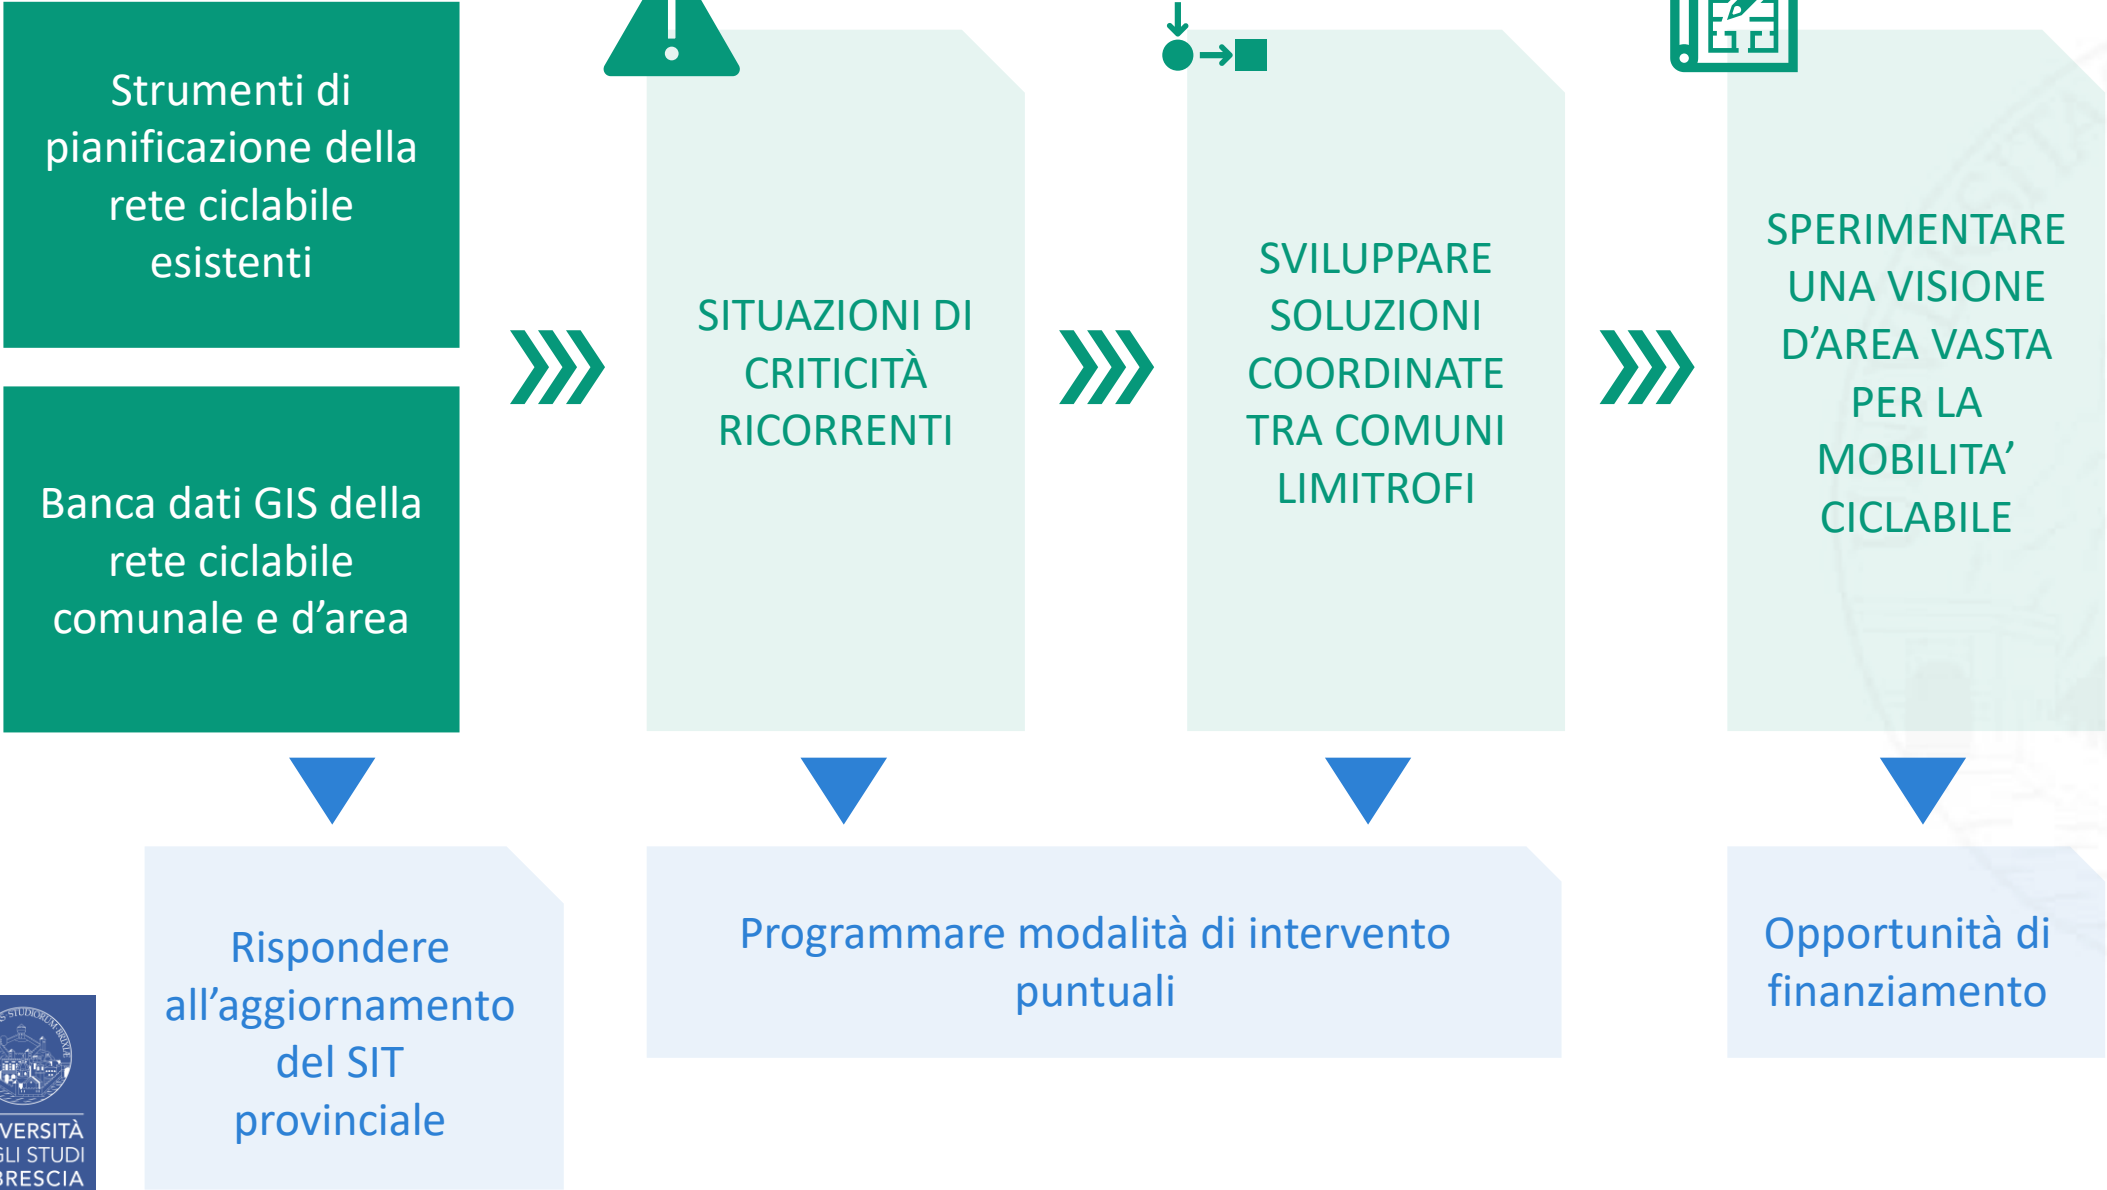 Strumenti di
pianificazione della
rete ciclabile
esistenti
Banca dati GIS della
rete ciclabile
comunale e d’area
SITUAZIONI DI
CRITICITÀ
RICORRENTI
SVILUPPARE
SOLUZIONI
COORDINATE
TRA COMUNI
LIMITROFI
SPERIMENTARE
UNA VISIONE
D’AREA VASTA
PER LA
MOBILITA’
CICLABILE
Rispondere
all’aggiornamento
del SIT
provinciale
Programmare modalità di intervento
puntuali
Opportunità di
finanziamento
VERSITÀ
GLI STUDI
BRESCIA